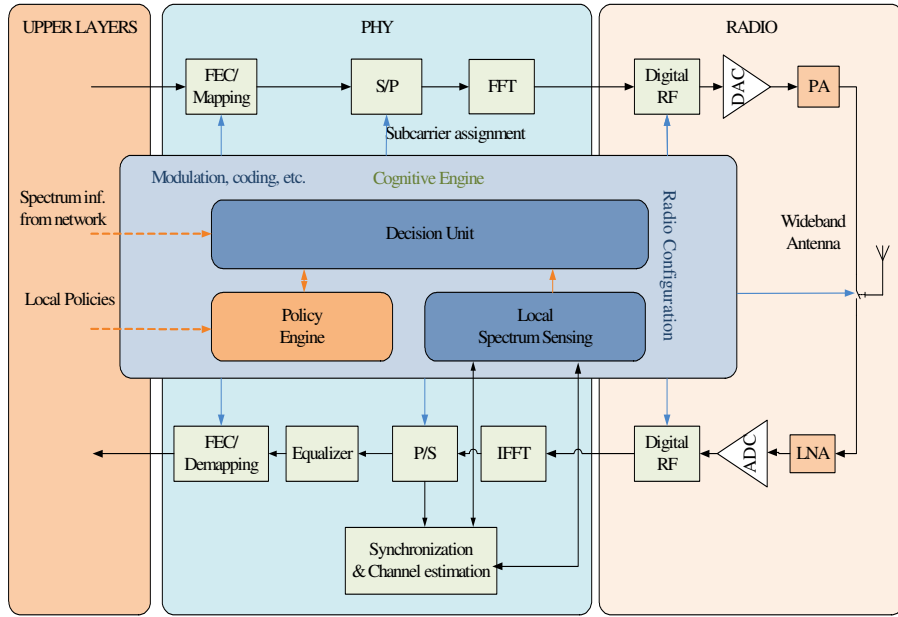 UPPER LAYERS
PHY
RADIO
FEC/
Mapping
S/P
FFT
Digital
RF
DAC
PA
Subcarrier assignment
Modulation, coding, etc.
Cognitive Engine
Spectrum inf.
from network
Decision Unit
Radio Configuration
Wideband
Antenna
Local Policies
Policy
Engine
Local
Spectrum Sensing
FEC/
Demapping
Equalizer
P/S
IFFT
Digital
RF
ADC
LNA
Synchronization
& Channel estimation